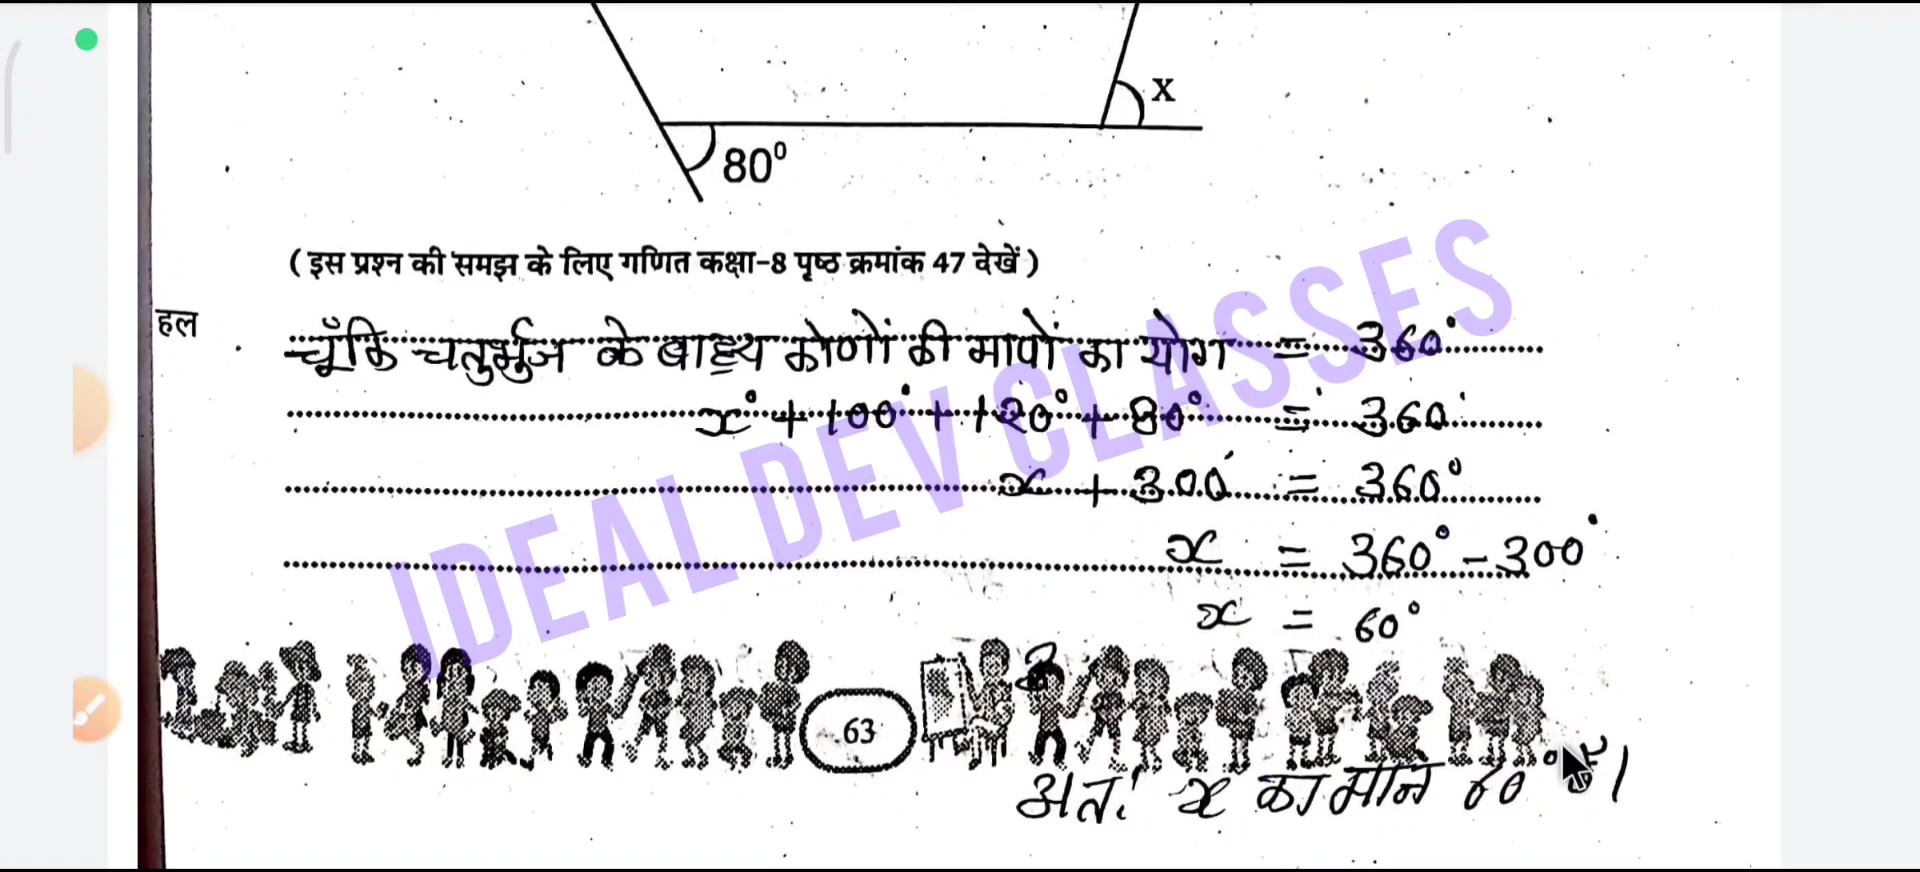 x
80⁰
( इस प्रश्न की समझ के लिए गणित कक्षा-8 पृष्ठ क्रमांक 47 देखें )
हल
चूँकि चतुर्भुज के बाह्य कोणों की मापों का योग = 360°
x° + 100° + 120° + 80° = 360°
x + 300° = 360°
x = 360° - 300°
x = 60°
63
अतः x का मान 60° है।
IDEAL DEV CLASSES